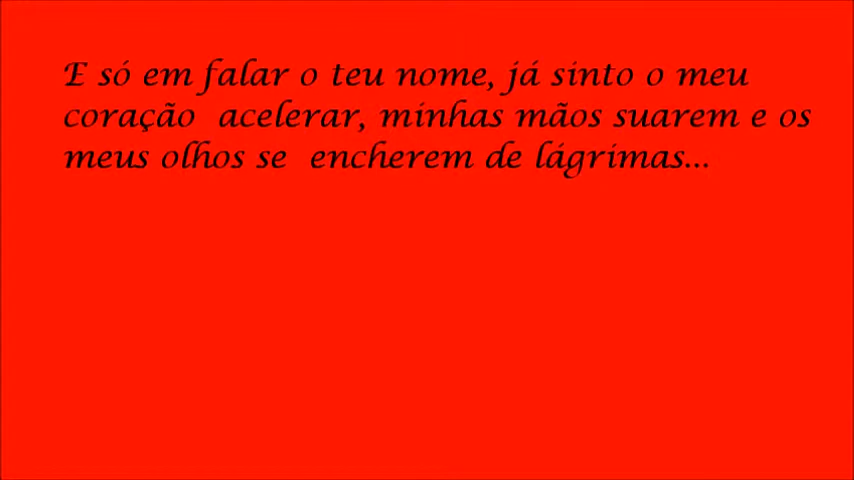 E só em falar o teu nome, já sinto o meu
coração  acelerar, minhas mãos suarem e os
meus olhos se  encherem de lágrimas...